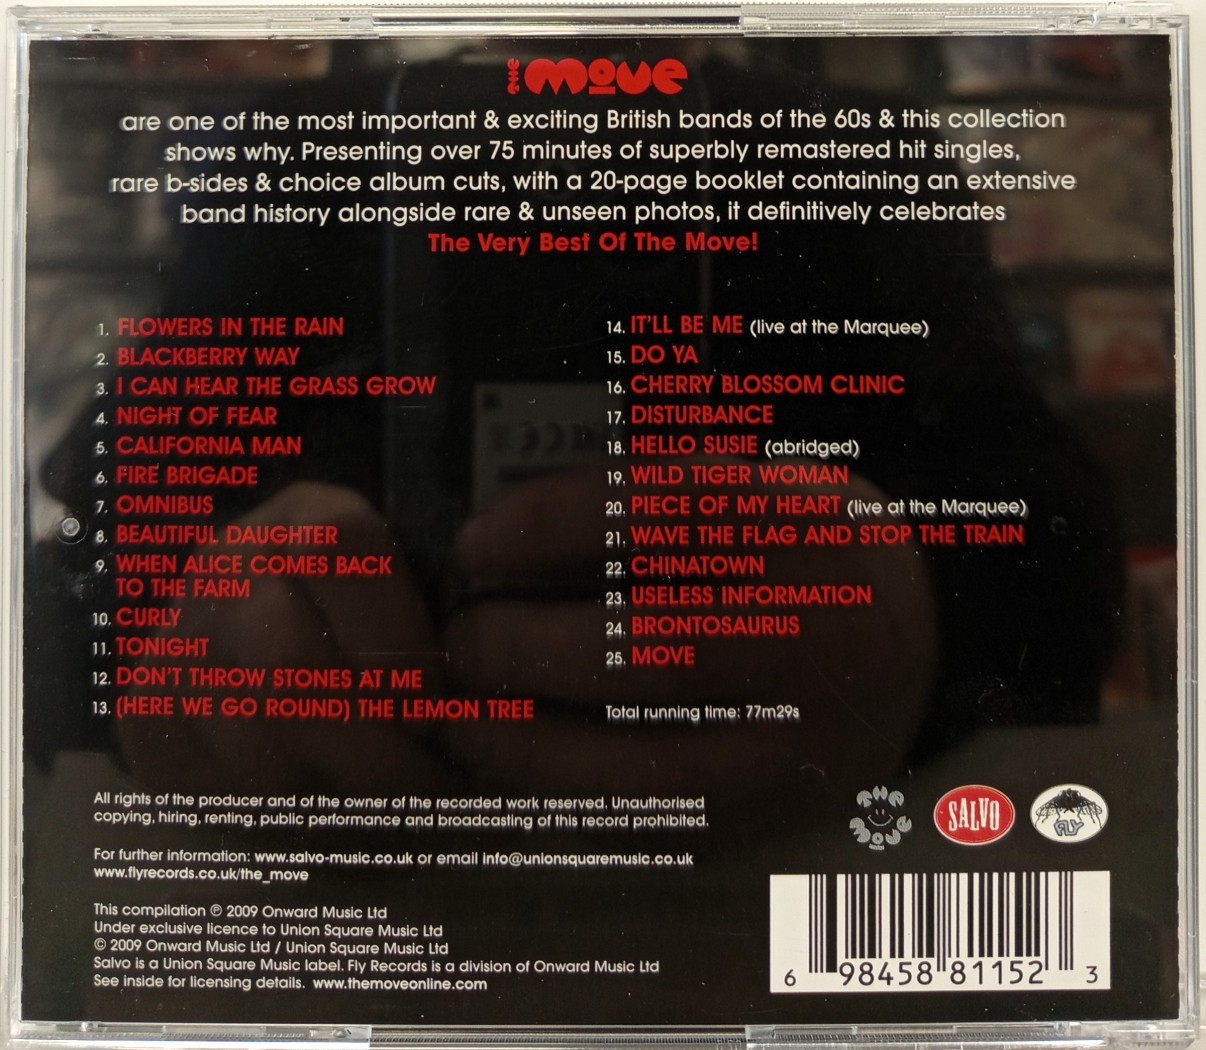 THE MOVE
are one of the most important & exciting British bands of the 60s & this collection
shows why. Presenting over 75 minutes of superbly remastered hit singles,
rare b-sides & choice album cuts, with a 20-page booklet containing an extensive
band history alongside rare & unseen photos, it definitively celebrates
The Very Best Of The Move!
1. FLOWERS IN THE RAIN
2. BLACKBERRY WAY
3. I CAN HEAR THE GRASS GROW
4. NIGHT OF FEAR
5. CALIFORNIA MAN
6. FIRE BRIGADE
7. OMNIBUS
8. BEAUTIFUL DAUGHTER
9. WHEN ALICE COMES BACK
TO THE FARM
10. CURLY
11. TONIGHT
12. DON'T THROW STONES AT ME
13. (HERE WE GO ROUND) THE LEMON TREE
14. IT'LL BE ME (live at the Marquee)
15. DO YA
16. CHERRY BLOSSOM CLINIC
17. DISTURBANCE
18. HELLO SUSIE (abridged)
19. WILD TIGER WOMAN
20. PIECE OF MY HEART (live at the Marquee)
21. WAVE THE FLAG AND STOP THE TRAIN
22. CHINATOWN
23. USELESS INFORMATION
24. BRONTOSAURUS
25. MOVE
Total running time: 77m29s
All rights of the producer and of the owner of the recorded work reserved. Unauthorised
copying, hiring, renting, public performance and broadcasting of this record prohibited.
For further information: www.salvo-music.co.uk or email info@unionsquaremusic.co.uk
www.flyrecords.co.uk/the_move
This compilation ℗ 2009 Onward Music Ltd
Under exclusive licence to Union Square Music Ltd
© 2009 Onward Music Ltd / Union Square Music Ltd
Salvo is a Union Square Music label. Fly Records is a division of Onward Music Ltd
See inside for licensing details. www.themoveonline.com
THE MOVE
SALVO
FLY
6 98458 81152 3